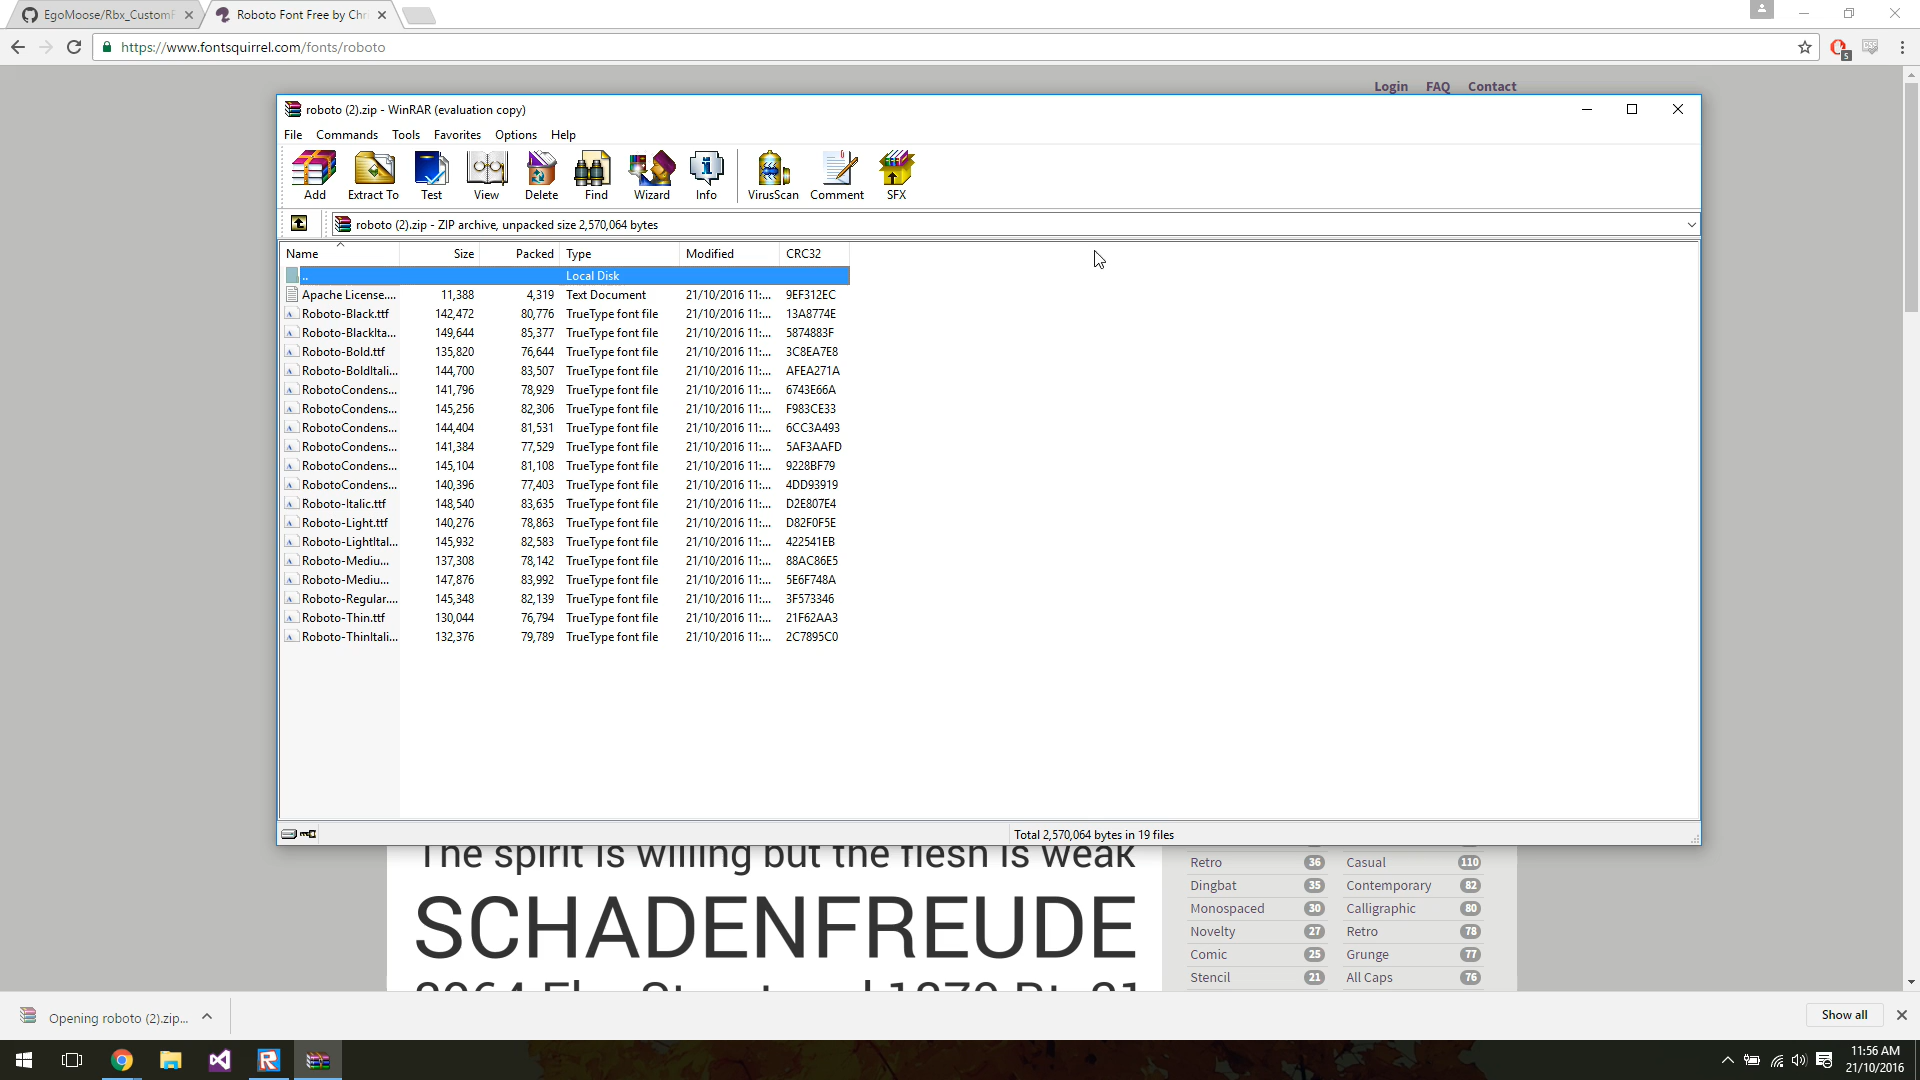 EgoMoose/Rbx_CustomF
Roboto Font Free by Chri
https://www.fontsquirrel.com/fonts/roboto
5
CSC
Login FAQ Contact
roboto (2).zip - WinRAR (evaluation copy)
File Commands Tools Favorites Options Help
Add Extract To Test View Delete Find Wizard Info VirusScan Comment SFX
roboto (2).zip - ZIP archive, unpacked size 2,570,064 bytes
Name Size Packed Type Modified CRC32
.. Local Disk
Apache License.... 11,388 4,319 Text Document 21/10/2016 11:... 9EF312EC
Roboto-Black.ttf 142,472 80,776 TrueType font file 21/10/2016 11:... 13A8774E
Roboto-BlackIta... 149,644 85,377 TrueType font file 21/10/2016 11:... 5874883F
Roboto-Bold.ttf 135,820 76,644 TrueType font file 21/10/2016 11:... 3C8EA7E8
Roboto-BoldItali... 144,700 83,507 TrueType font file 21/10/2016 11:... AFEA271A
RobotoCondens... 141,796 78,929 TrueType font file 21/10/2016 11:... 6743E66A
RobotoCondens... 145,256 82,306 TrueType font file 21/10/2016 11:... F983CE33
RobotoCondens... 144,404 81,531 TrueType font file 21/10/2016 11:... 6CC3A493
RobotoCondens... 141,384 77,529 TrueType font file 21/10/2016 11:... 5AF3AAFD
RobotoCondens... 145,104 81,108 TrueType font file 21/10/2016 11:... 9228BF79
RobotoCondens... 140,396 77,403 TrueType font file 21/10/2016 11:... 4DD93919
Roboto-Italic.ttf 148,540 83,635 TrueType font file 21/10/2016 11:... D2E807E4
Roboto-Light.ttf 140,276 78,863 TrueType font file 21/10/2016 11:... D82F0F5E
Roboto-LightItal... 145,932 82,583 TrueType font file 21/10/2016 11:... 422541EB
Roboto-Mediu... 137,308 78,142 TrueType font file 21/10/2016 11:... 88AC86E5
Roboto-Mediu... 147,876 83,992 TrueType font file 21/10/2016 11:... 5E6F748A
Roboto-Regular.... 145,348 82,139 TrueType font file 21/10/2016 11:... 3F573346
Roboto-Thin.ttf 130,044 76,794 TrueType font file 21/10/2016 11:... 21F62AA3
Roboto-ThinItali... 132,376 79,789 TrueType font file 21/10/2016 11:... 2C7895C0
Total 2,570,064 bytes in 19 files
The spirit is willing but the flesh is weak
SCHADENFREUDE
Retro 36 Casual 110
Dingbat 35 Contemporary 82
Monospaced 30 Calligraphic 80
Novelty 27 Retro 78
Comic 25 Grunge 77
Stencil 21 All Caps 76
Opening roboto (2).zip...
Show all
11:56 AM
21/10/2016